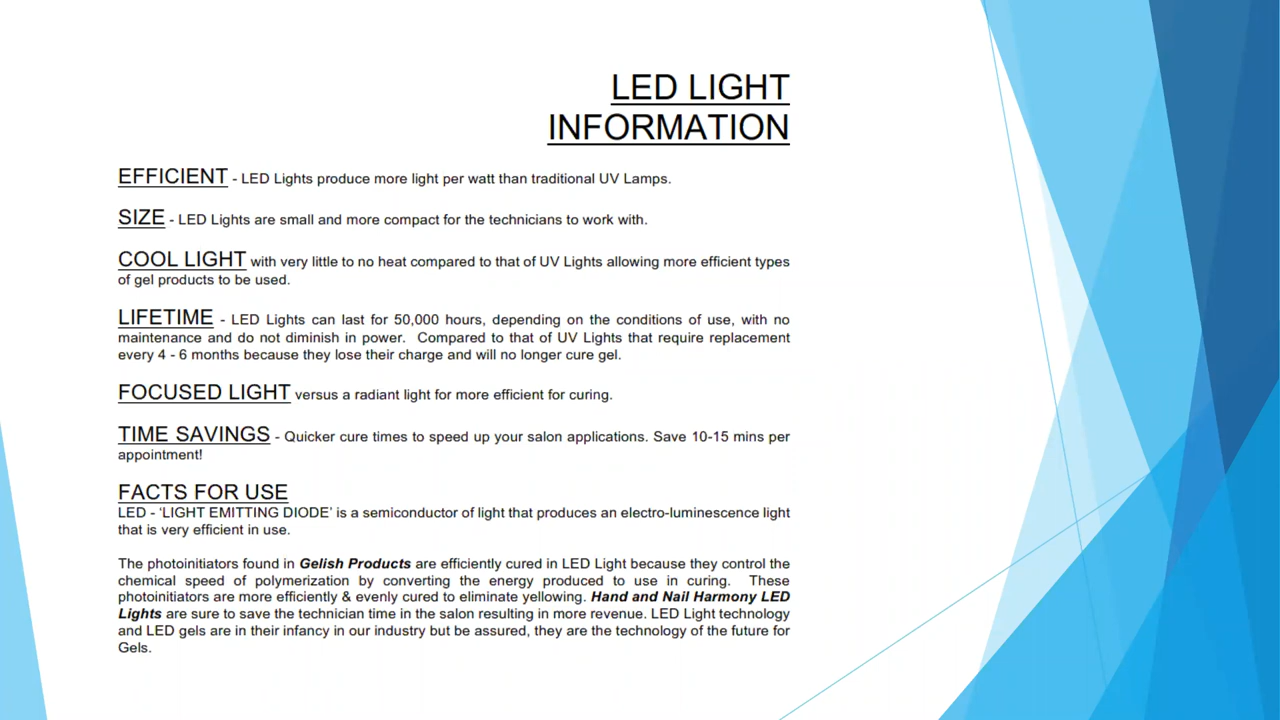 LED LIGHT
INFORMATION
EFFICIENT - LED Lights produce more light per watt than traditional UV Lamps.
SIZE - LED Lights are small and more compact for the technicians to work with.
COOL LIGHT with very little to no heat compared to that of UV Lights allowing more efficient types
of gel products to be used.
LIFETIME - LED Lights can last for 50,000 hours, depending on the conditions of use, with no
maintenance and do not diminish in power. Compared to that of UV Lights that require replacement
every 4 - 6 months because they lose their charge and will no longer cure gel.
FOCUSED LIGHT versus a radiant light for more efficient for curing.
TIME SAVINGS - Quicker cure times to speed up your salon applications. Save 10-15 mins per
appointment!
FACTS FOR USE
LED - ‘LIGHT EMITTING DIODE’ is a semiconductor of light that produces an electro-luminescence light
that is very efficient in use.
The photoinitiators found in Gelish Products are efficiently cured in LED Light because they control the
chemical speed of polymerization by converting the energy produced to use in curing. These
photoinitiators are more efficiently & evenly cured to eliminate yellowing. Hand and Nail Harmony LED
Lights are sure to save the technician time in the salon resulting in more revenue. LED Light technology
and LED gels are in their infancy in our industry but be assured, they are the technology of the future for
Gels.